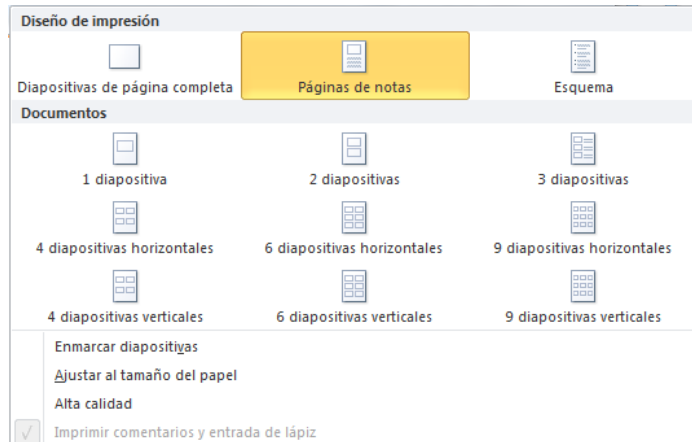 Diseño de impresión
Diapositivas de página completa Páginas de notas Esquema
Documentos
1 diapositiva 2 diapositivas 3 diapositivas
4 diapositivas horizontales 6 diapositivas horizontales 9 diapositivas horizontales
4 diapositivas verticales 6 diapositivas verticales 9 diapositivas verticales
Enmarcar diapositivas
Ajustar al tamaño del papel
Alta calidad
Imprimir comentarios y entrada de lápiz